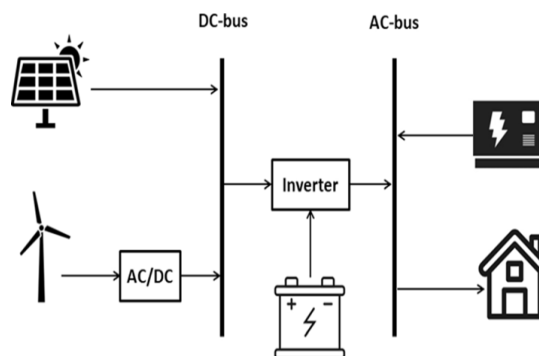 DC-bus
AC-bus
Inverter
AC/DC
+ −